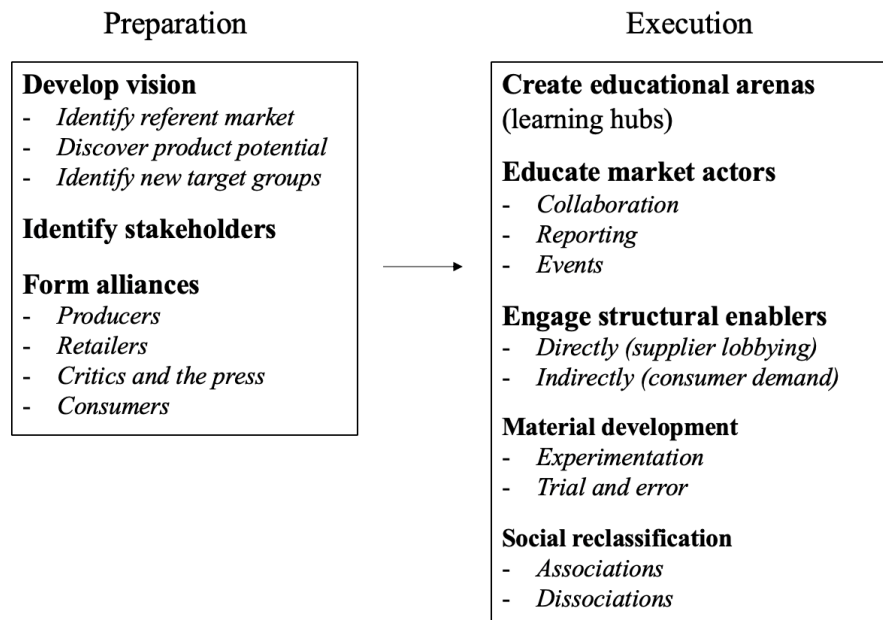 Preparation
Develop vision
- Identify referent market
- Discover product potential
- Identify new target groups
Identify stakeholders
Form alliances
- Producers
- Retailers
- Critics and the press
- Consumers
Execution
Create educational arenas
(learning hubs)
Educate market actors
- Collaboration
- Reporting
- Events
Engage structural enablers
- Directly (supplier lobbying)
- Indirectly (consumer demand)
Material development
- Experimentation
- Trial and error
Social reclassification
- Associations
- Dissociations